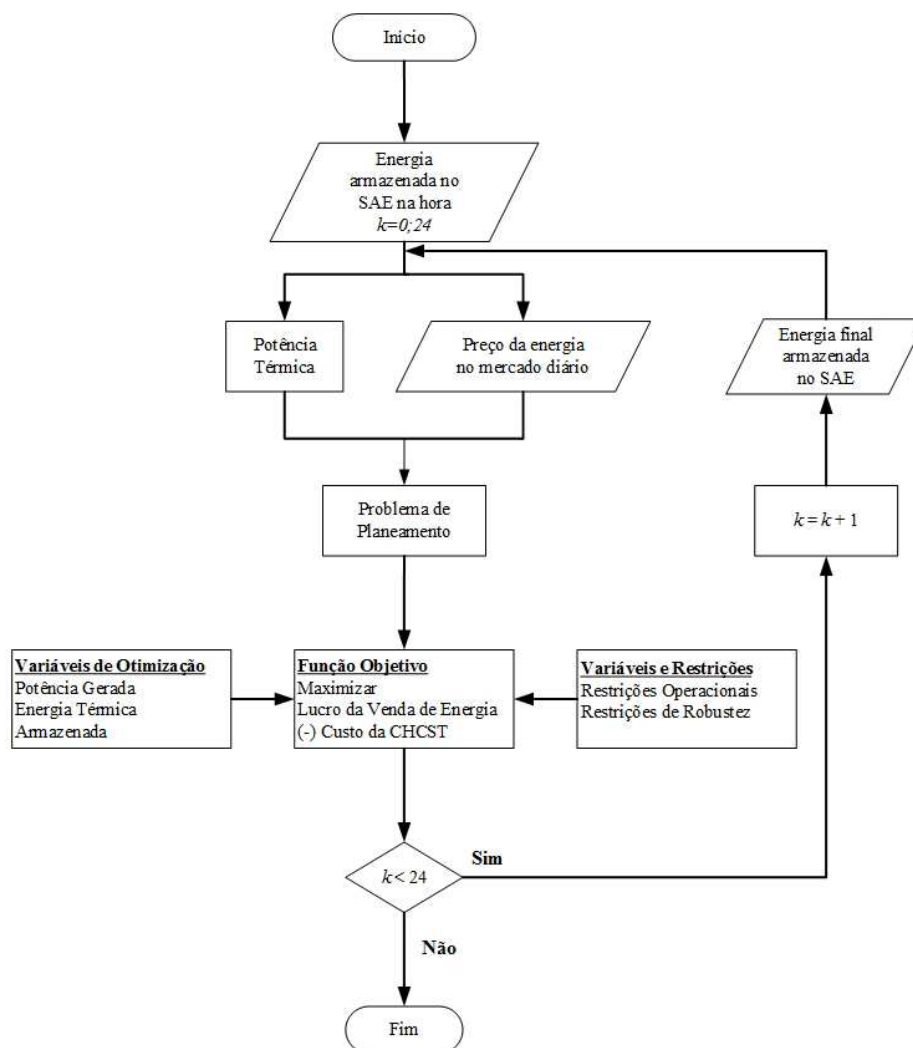 Inicio
Energia
armazenada no
SAE na hora
k=0;24
Potência
Térmica
Preço da energia
no mercado diário
Energia final
armazenada
no SAE
Problema de
Planeamento
k = k + 1
Variáveis de Otimização
Potência Gerada
Energia Térmica
Armazenada
Função Objetivo
Maximizar
Lucro da Venda de Energia
(-) Custo da CHCST
Variáveis e Restrições
Restrições Operacionais
Restrições de Robustez
k < 24
Sim
Não
Fim